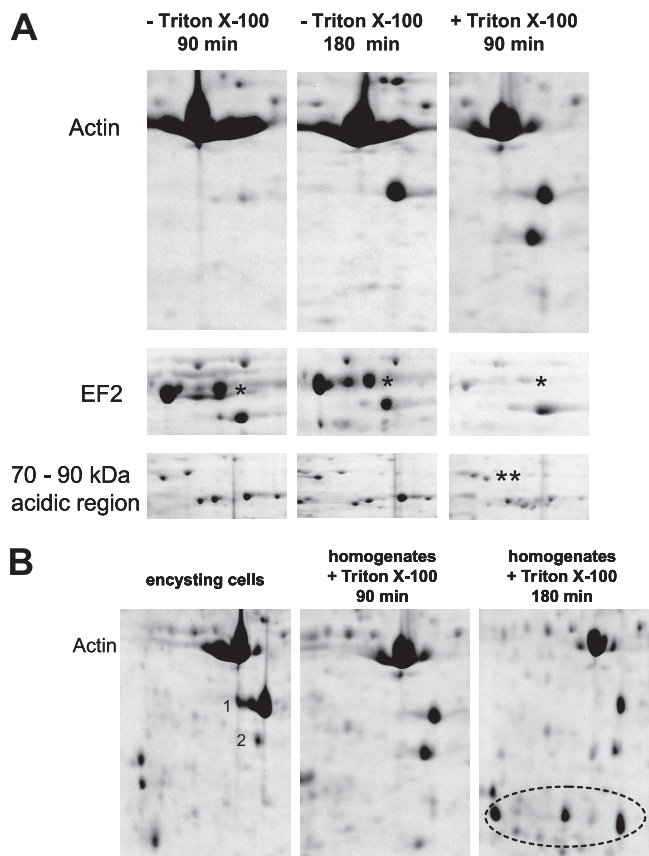 A
- Triton X-100
90 min
- Triton X-100
180 min
+ Triton X-100
90 min
Actin
EF2
*
*
*
70 - 90 kDa
acidic region
**
B
encysting cells
homogenates
+ Triton X-100
90 min
homogenates
+ Triton X-100
180 min
Actin
1
2